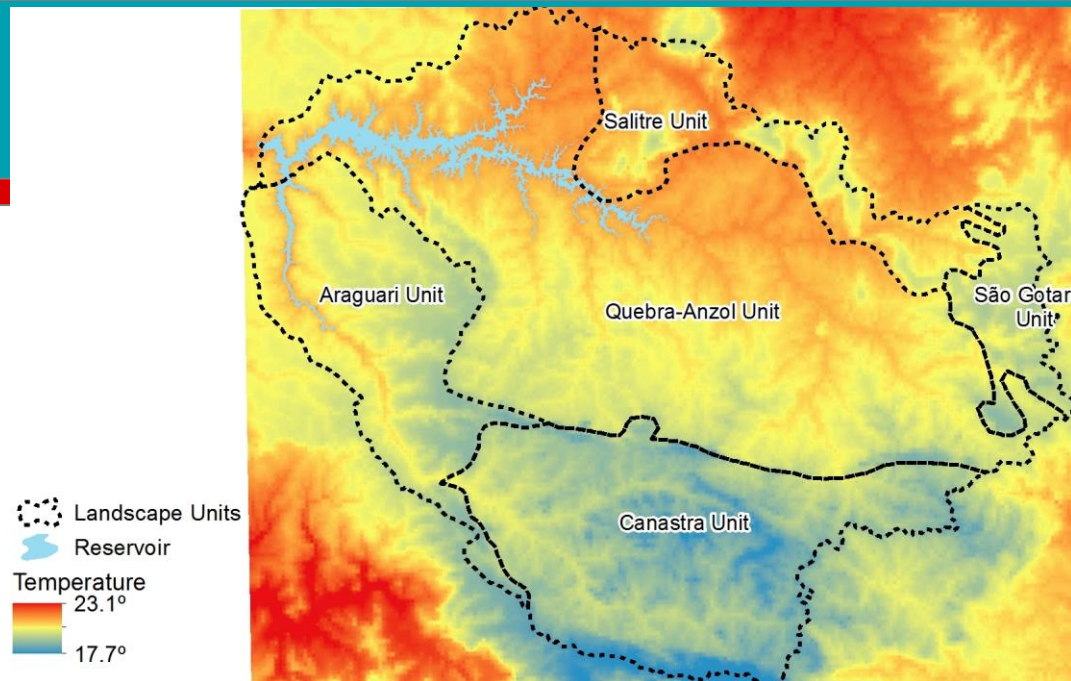 Salitre Unit
Araguari Unit
Quebra-Anzol Unit
São Gotar
Unit
Canastra Unit
Landscape Units
Reservoir
Temperature
23.1º
17.7º